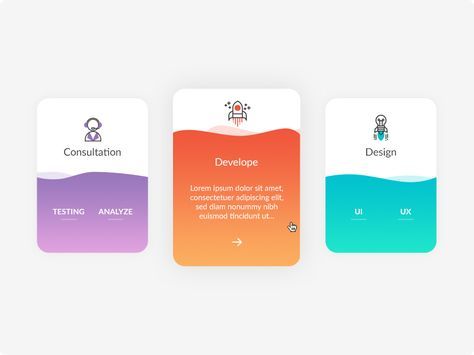 Consultation
TESTING ANALYZE
Develope
Lorem ipsum dolor sit amet,
consectetuer adipiscing elit,
sed diam nonummy nibh
euismod tincidunt ut...
Design
UI UX